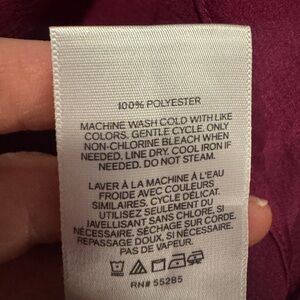 100% POLYESTER
MACHINE WASH COLD WITH LIKE
COLORS. GENTLE CYCLE. ONLY
NON-CHLORINE BLEACH WHEN
NEEDED. LINE DRY. COOL IRON IF
NEEDED. DO NOT STEAM.
LAVER À LA MACHINE À L'EAU
FROIDE AVEC COULEURS
SIMILAIRES. CYCLE DÉLICAT.
UTILISEZ SEULEMENT DU
JAVELLISANT SANS CHLORE, SI
NÉCESSAIRE. SÉCHAGE SUR CORDE.
REPASSAGE DOUX, SI NÉCESSAIRE.
PAS DE VAPEUR.
RN# 55285